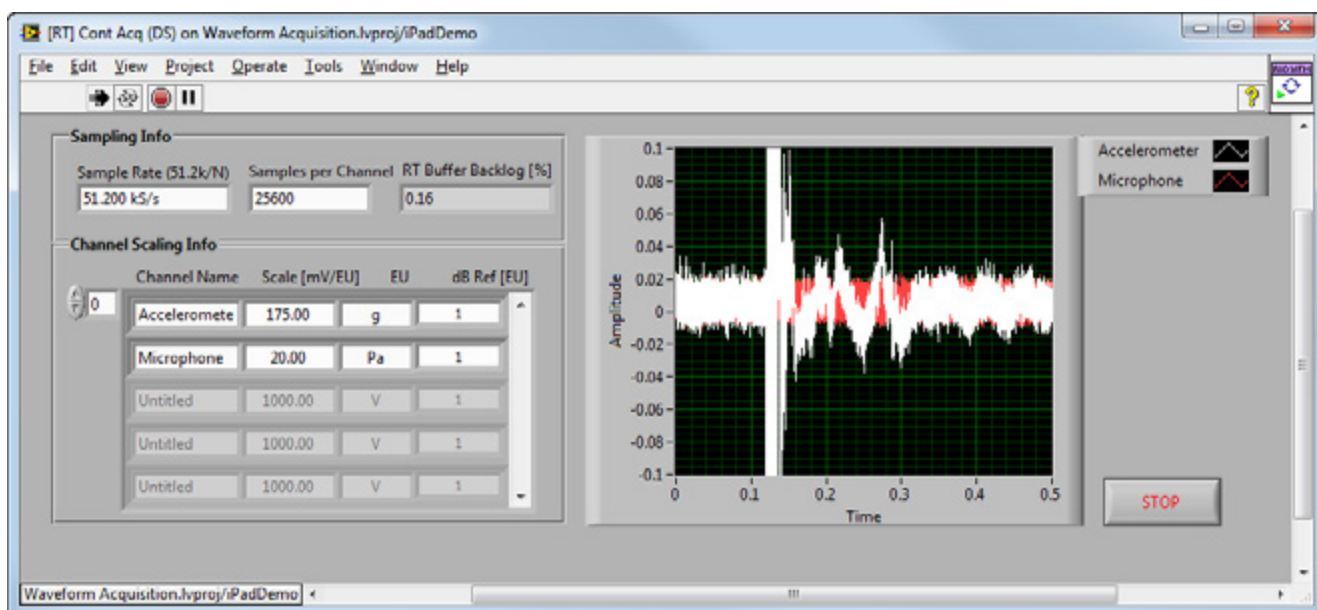 [RT] Cont Acq (DS) on Waveform Acquisition.lvproj/iPadDemo
File Edit View Project Operate Tools Window Help
Sampling Info
Sample Rate (51.2k/N) Samples per Channel RT Buffer Backlog [%]
51.200 kS/s 25600 0.16
Channel Scaling Info
Channel Name Scale [mV/EU] EU dB Ref [EU]
0
Acceleromete 175.00 g 1
Microphone 20.00 Pa 1
Untitled 1000.00 V 1
Untitled 1000.00 V 1
Untitled 1000.00 V 1
Amplitude
0.1
0.08
0.06
0.04
0.02
0
-0.02
-0.04
-0.06
-0.08
-0.1
0 0.1 0.2 0.3 0.4 0.5
Time
Accelerometer
Microphone
STOP
Waveform Acquisition.lvproj/iPadDemo